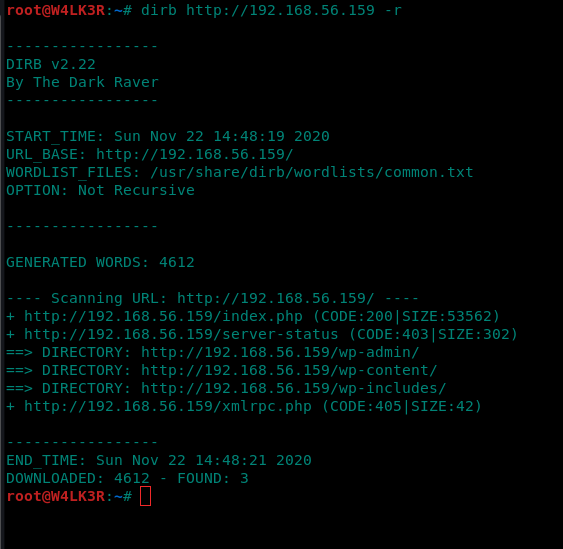 root@W4LK3R:~# dirb http://192.168.56.159 -r
-----------------
DIRB v2.22
By The Dark Raver
-----------------
START_TIME: Sun Nov 22 14:48:19 2020
URL_BASE: http://192.168.56.159/
WORDLIST_FILES: /usr/share/dirb/wordlists/common.txt
OPTION: Not Recursive
-----------------
GENERATED WORDS: 4612
---- Scanning URL: http://192.168.56.159/ ----
+ http://192.168.56.159/index.php (CODE:200|SIZE:53562)
+ http://192.168.56.159/server-status (CODE:403|SIZE:302)
==> DIRECTORY: http://192.168.56.159/wp-admin/
==> DIRECTORY: http://192.168.56.159/wp-content/
==> DIRECTORY: http://192.168.56.159/wp-includes/
+ http://192.168.56.159/xmlrpc.php (CODE:405|SIZE:42)
-----------------
END_TIME: Sun Nov 22 14:48:21 2020
DOWNLOADED: 4612 - FOUND: 3
root@W4LK3R:~#